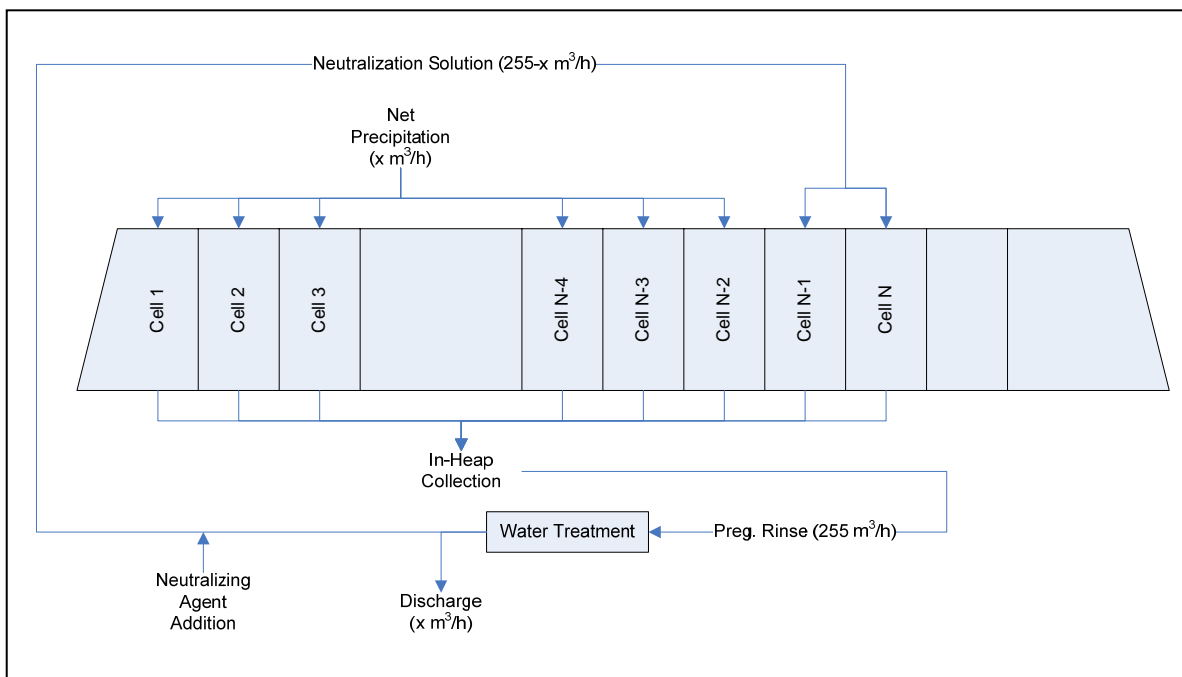 Neutralization Solution (255-x m³/h)
Net
Precipitation
(x m³/h)
Cell 1
Cell 2
Cell 3
Cell N-4
Cell N-3
Cell N-2
Cell N-1
Cell N
In-Heap
Collection
Water Treatment
Preg. Rinse (255 m³/h)
Neutralizing
Agent
Addition
Discharge
(x m³/h)